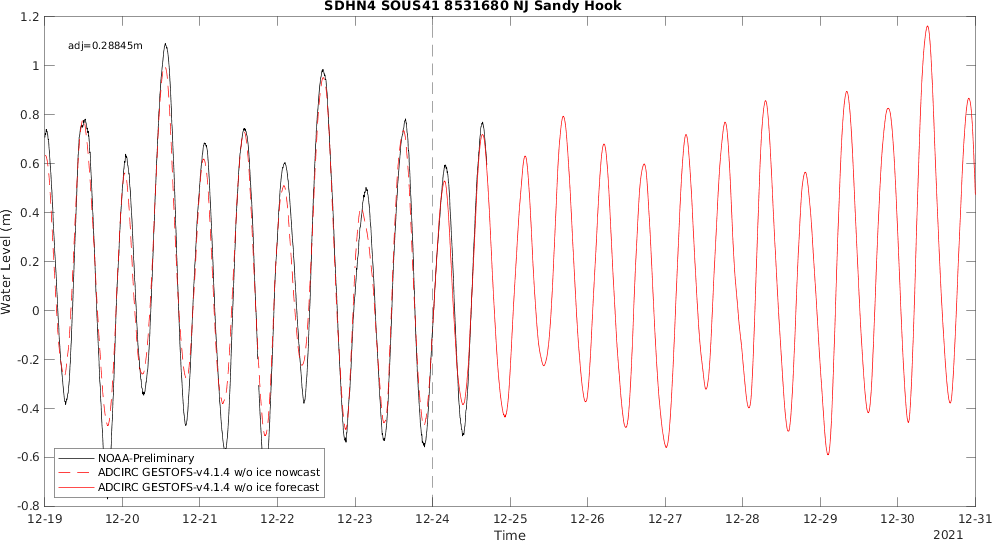 SDHN4 SOUS41 8531680 NJ Sandy Hook
adj=0.28845m
1.2
1
0.8
0.6
0.4
0.2
0
-0.2
-0.4
-0.6
-0.8
Water Level (m)
NOAA-Preliminary
ADCIRC GESTOFS-v4.1.4 w/o ice nowcast
ADCIRC GESTOFS-v4.1.4 w/o ice forecast
12-19 12-20 12-21 12-22 12-23 12-24 12-25 12-26 12-27 12-28 12-29 12-30 12-31
Time
2021